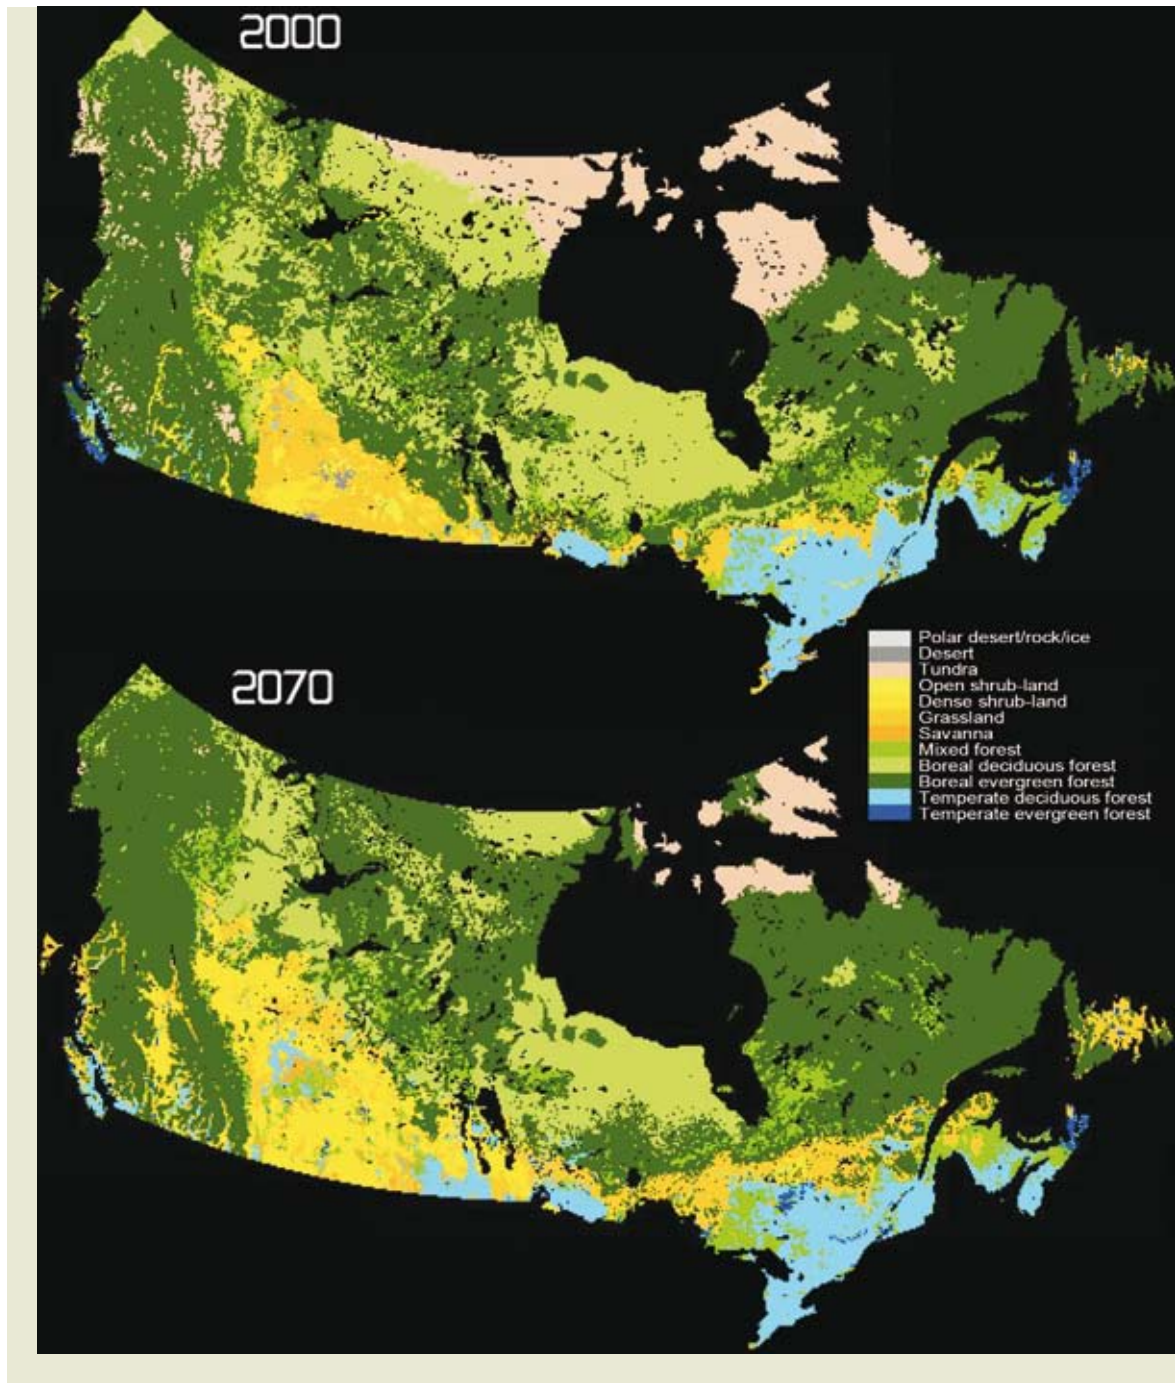 2000
Polar desert/rock/ice
Desert
Tundra
Open shrub-land
Dense shrub-land
Grassland
Savanna
Mixed forest
Boreal deciduous forest
Boreal evergreen forest
Temperate deciduous forest
Temperate evergreen forest
2070